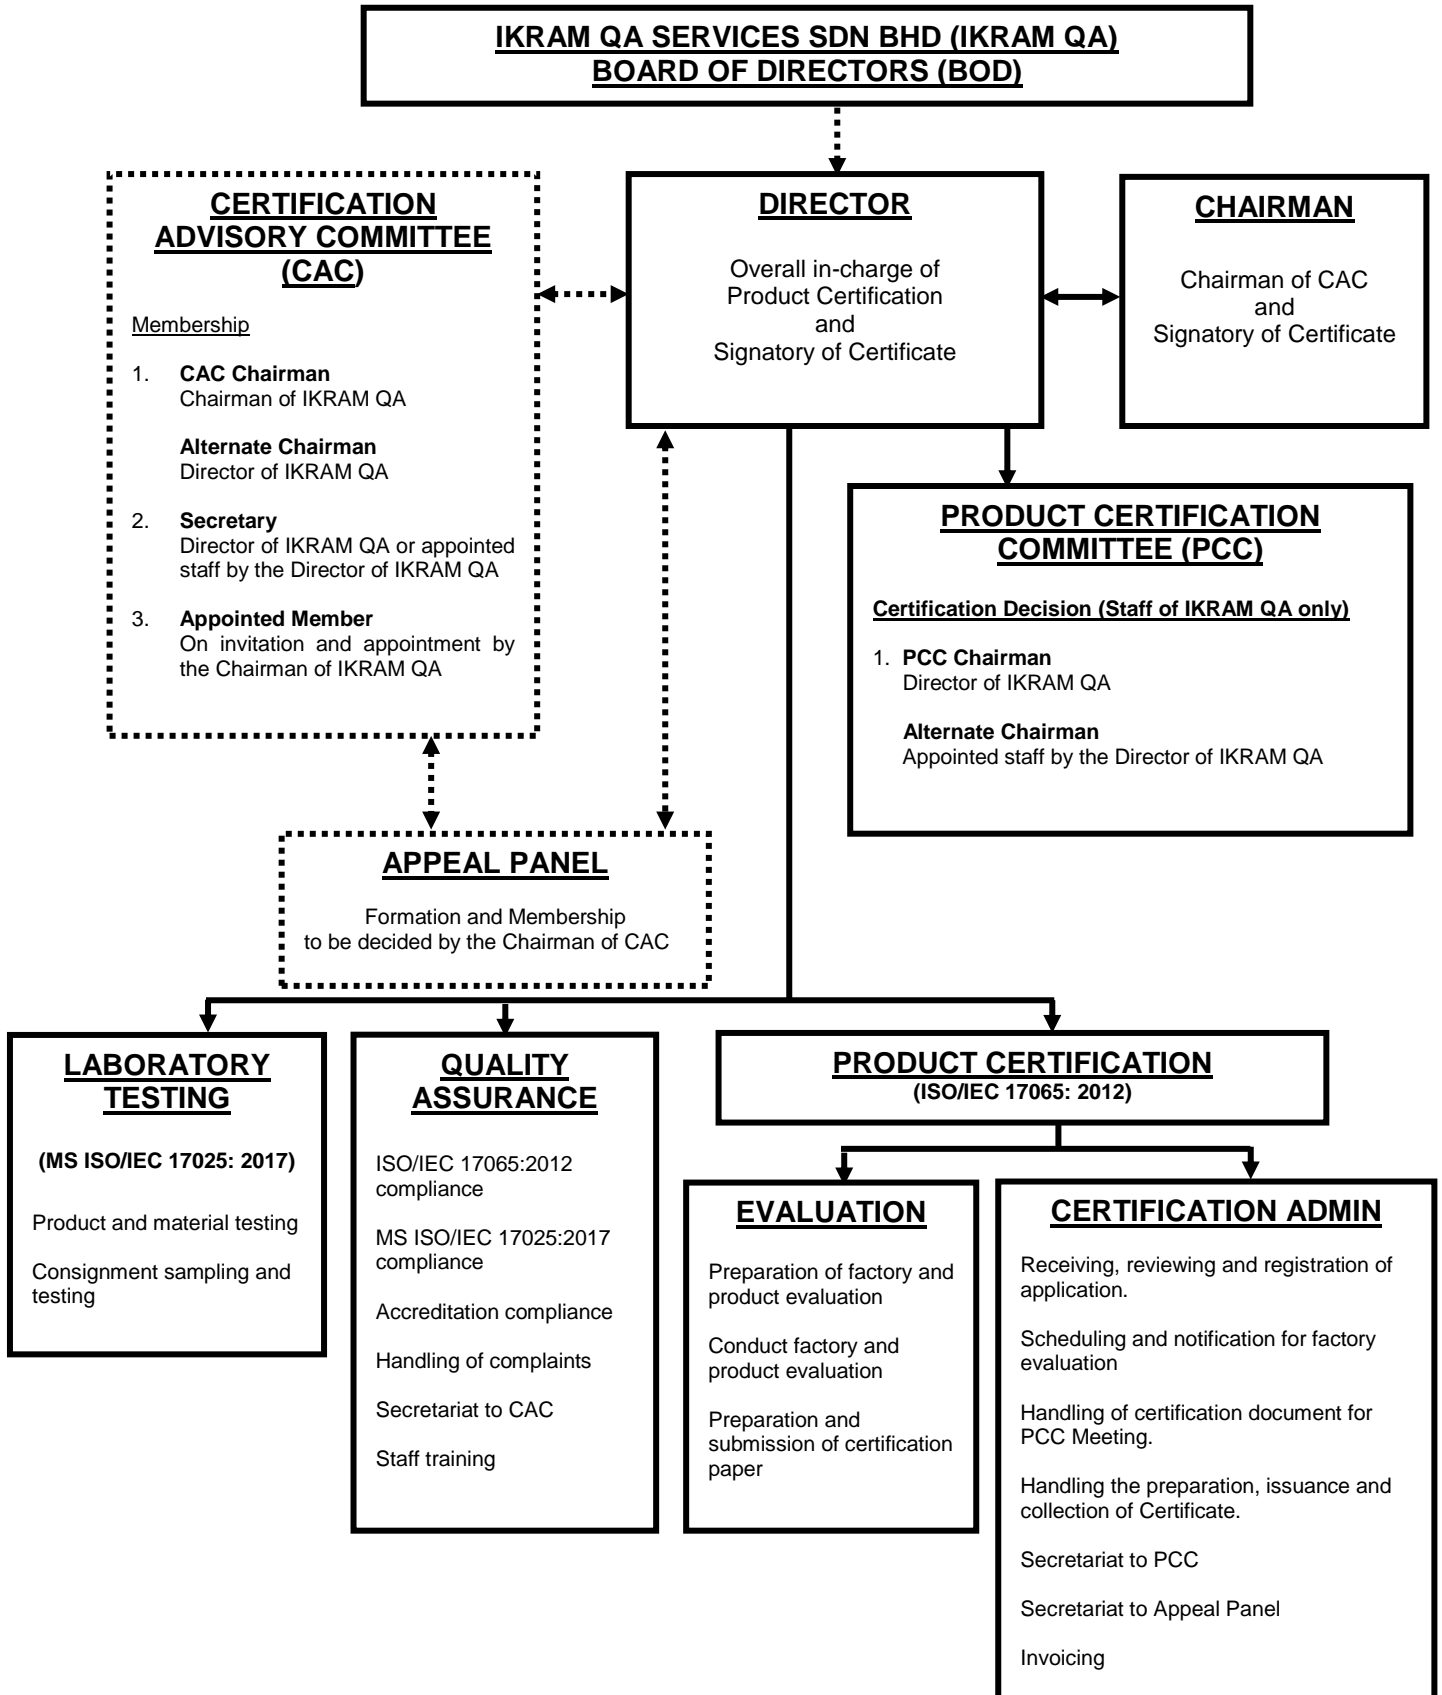 IKRAM QA SERVICES SDN BHD (IKRAM QA)
BOARD OF DIRECTORS (BOD)
CERTIFICATION
ADVISORY COMMITTEE
(CAC)
Membership
1. CAC Chairman
Chairman of IKRAM QA
Alternate Chairman
Director of IKRAM QA
2. Secretary
Director of IKRAM QA or appointed
staff by the Director of IKRAM QA
3. Appointed Member
On invitation and appointment by
the Chairman of IKRAM QA
DIRECTOR
Overall in-charge of
Product Certification
and
Signatory of Certificate
CHAIRMAN
Chairman of CAC
and
Signatory of Certificate
PRODUCT CERTIFICATION
COMMITTEE (PCC)
Certification Decision (Staff of IKRAM QA only)
1. PCC Chairman
Director of IKRAM QA
Alternate Chairman
Appointed staff by the Director of IKRAM QA
APPEAL PANEL
Formation and Membership
to be decided by the Chairman of CAC
LABORATORY
TESTING
(MS ISO/IEC 17025: 2017)
Product and material testing
Consignment sampling and
testing
QUALITY
ASSURANCE
ISO/IEC 17065:2012
compliance
MS ISO/IEC 17025:2017
compliance
Accreditation compliance
Handling of complaints
Secretariat to CAC
Staff training
PRODUCT CERTIFICATION
(ISO/IEC 17065: 2012)
EVALUATION
Preparation of factory and
product evaluation
Conduct factory and
product evaluation
Preparation and
submission of certification
paper
CERTIFICATION ADMIN
Receiving, reviewing and registration of
application.
Scheduling and notification for factory
evaluation
Handling of certification document for
PCC Meeting.
Handling the preparation, issuance and
collection of Certificate.
Secretariat to PCC
Secretariat to Appeal Panel
Invoicing